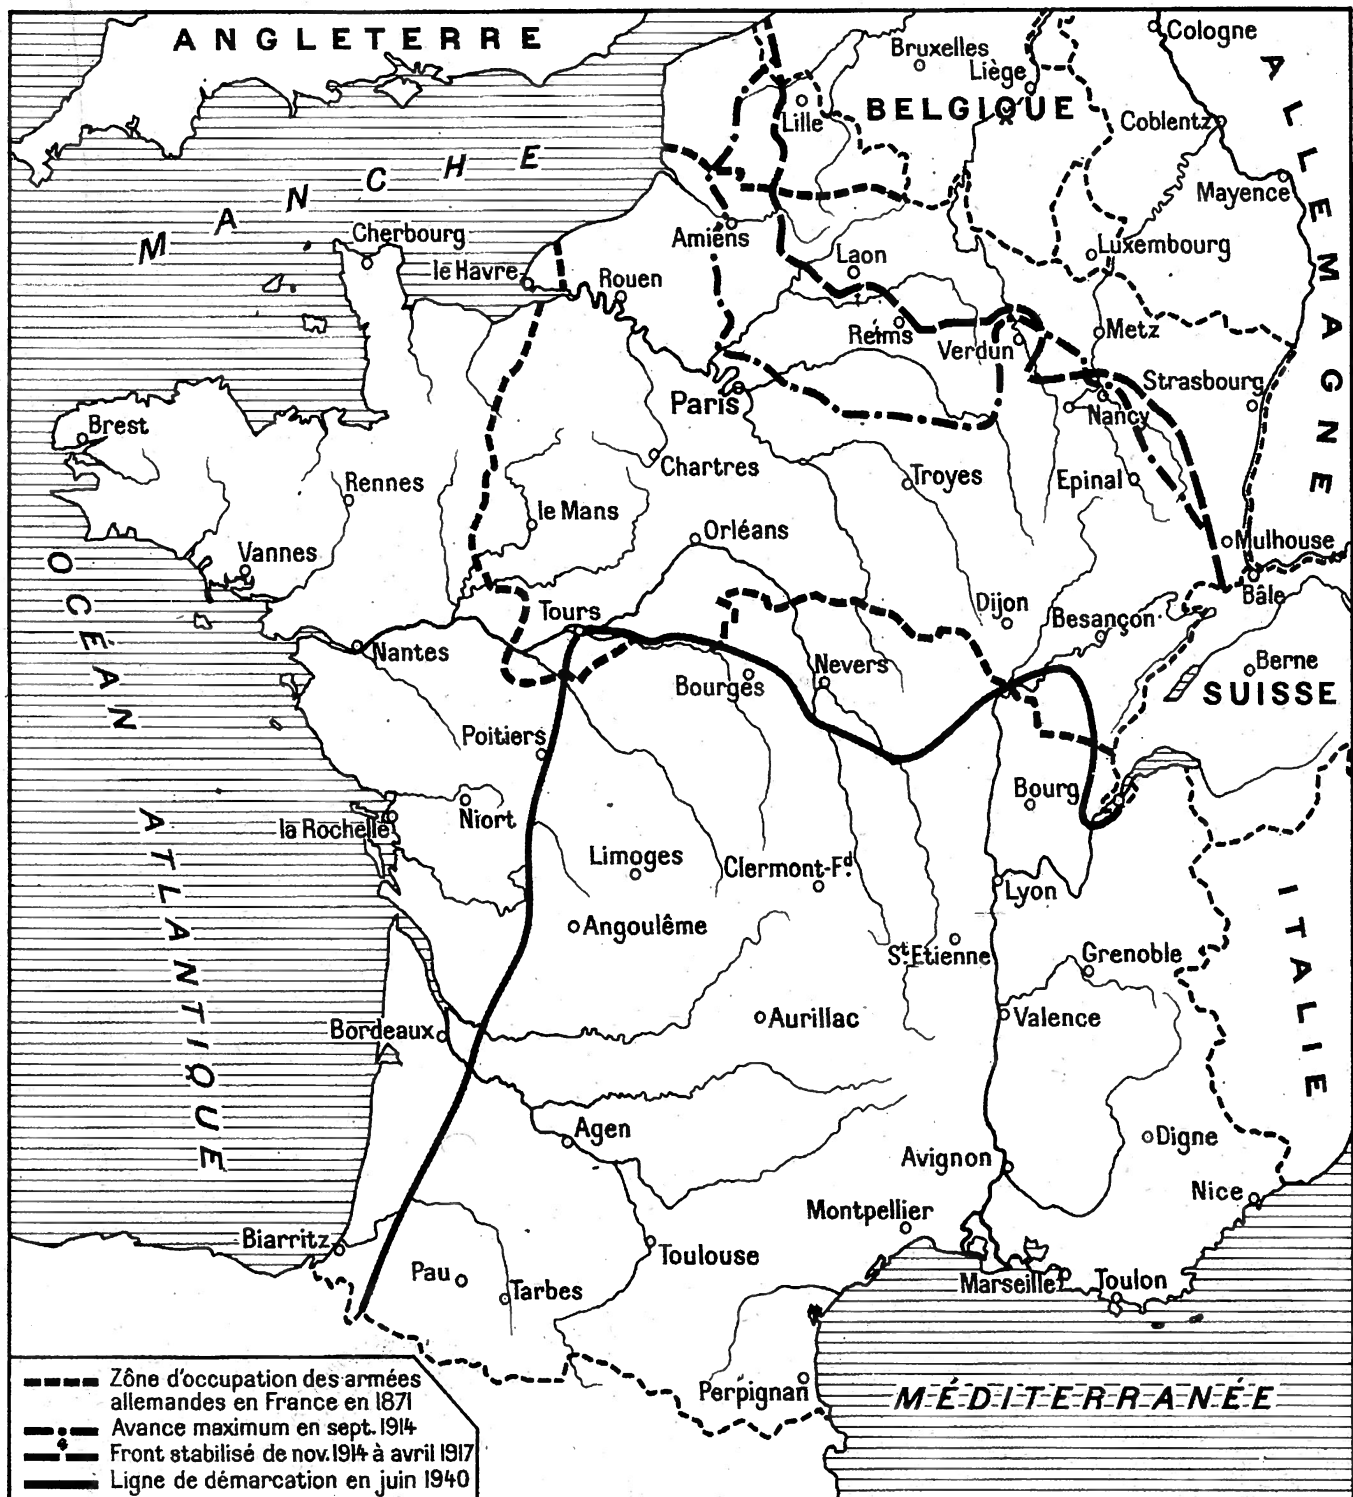 ANGLETERRE
Bruxelles
Cologne
Liège
ALLEMAGNE
BELGIQUE
Lille
Coblentz
MANCHE
Mayence
Cherbourg
Amiens
Luxembourg
le Havre
Rouen
Laon
Reims
Verdun
Metz
Paris
Strasbourg
Nancy
Brest
Chartres
Rennes
Troyes
Epinal
le Mans
Orléans
Vannes
Mulhouse
OCÉAN
Tours
Dijon
Besançon
Bâle
Nantes
Nevers
Berne
Bourges
SUISSE
Poitiers
Bourg
Niort
la Rochelle
ATLANTIQUE
Limoges
Clermont-Fd.
Lyon
ITALIE
Angoulême
St. Etienne
Grenoble
Bordeaux
Aurillac
Valence
Agen
Digne
Avignon
Nice
Montpellier
Biarritz
Toulouse
Pau
Tarbes
Marseille
Toulon
Perpignan
MÉDITERRANÉE
Zône d'occupation des armées
allemandes en France en 1871
Avance maximum en sept. 1914
Front stabilisé de nov. 1914 à avril 1917
Ligne de démarcation en juin 1940